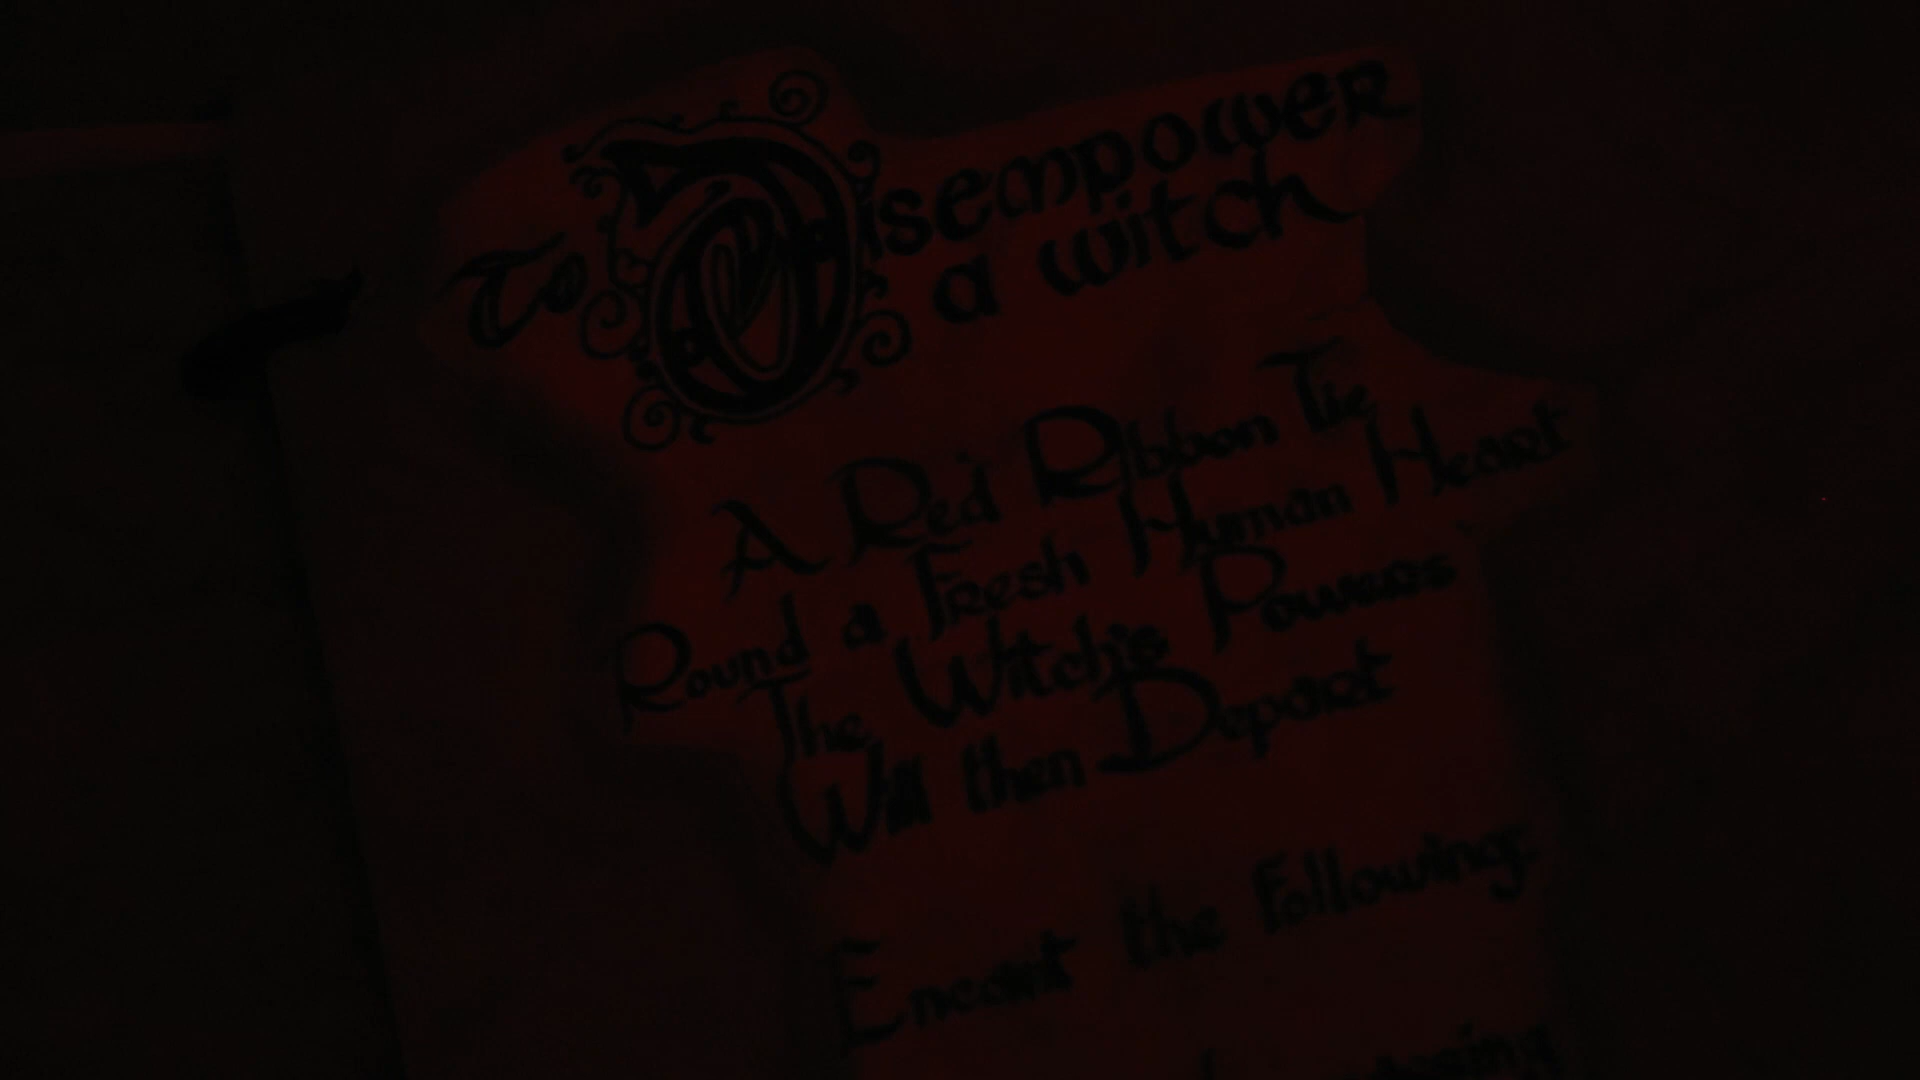 To Disempower
a witch
A Red Ribbon Tie
Round a Fresh Human Heart
The Witch's Powers
Will then Depart
Encant the Following: